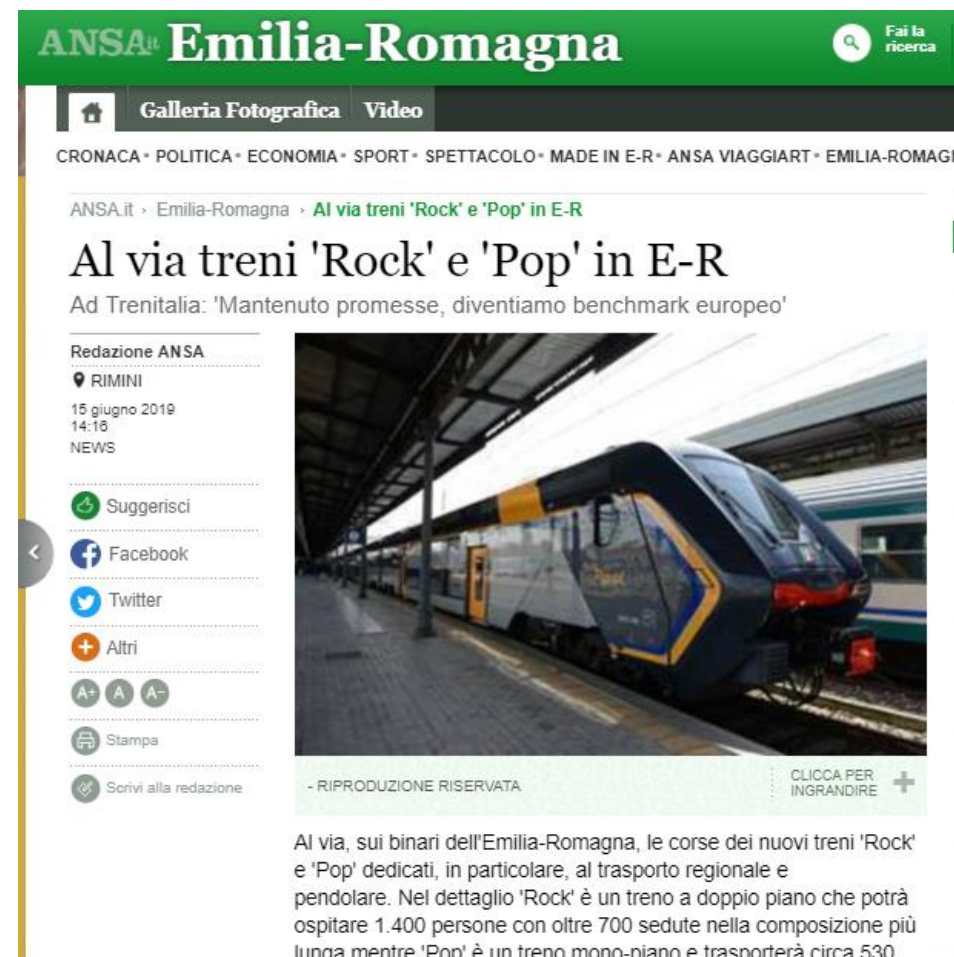 ANSA.it Emilia-Romagna
Fai la
ricerca
Galleria Fotografica Video
CRONACA POLITICA ECONOMIA SPORT SPETTACOLO MADE IN E-R ANSA VIAGGIART EMILIA-ROMAGN
ANSA.it › Emilia-Romagna › Al via treni 'Rock' e 'Pop' in E-R
Al via treni 'Rock' e 'Pop' in E-R
Ad Trenitalia: 'Mantenuto promesse, diventiamo benchmark europeo'
Redazione ANSA
RIMINI
15 giugno 2019
14:16
NEWS
Suggerisci
Facebook
Twitter
Altri
A+ A A-
Stampa
Scrivi alla redazione
- RIPRODUZIONE RISERVATA
CLICCA PER
INGRANDIRE
Al via, sui binari dell'Emilia-Romagna, le corse dei nuovi treni 'Rock'
e 'Pop' dedicati, in particolare, al trasporto regionale e
pendolare. Nel dettaglio 'Rock' è un treno a doppio piano che potrà
ospitare 1.400 persone con oltre 700 sedute nella composizione più
lunga mentre 'Pop' è un treno mono-piano e trasporterà circa 530